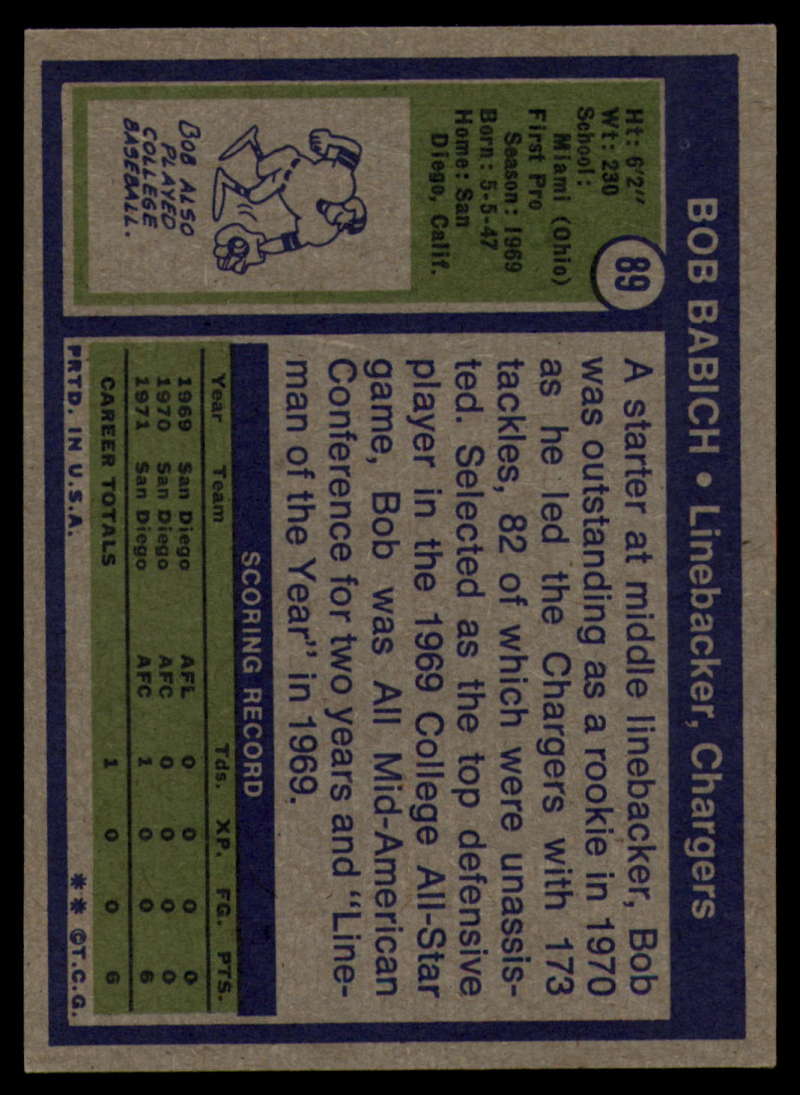 BOB BABICH • Linebacker, Chargers
89
Ht: 6'2"
Wt: 230
School:
Miami (Ohio)
First Pro
Season: 1969
Born: 5-5-47
Home: San
Diego, Calif.
BOB ALSO
PLAYED
COLLEGE
BASEBALL.
A starter at middle linebacker, Bob
was outstanding as a rookie in 1970
as he led the Chargers with 173
tackles, 82 of which were unassis-
ted. Selected as the top defensive
player in the 1969 College All-Star
game, Bob was All Mid-American
Conference for two years and "Line-
man of the Year" in 1969.
SCORING RECORD
Year Team Tds. XP. FG. PTS.
1969 San Diego AFL 0 0 0 0
1970 San Diego AFC 0 0 0 0
1971 San Diego AFC 1 0 0 6
CAREER TOTALS 1 0 0 6
PRTD. IN U.S.A. ** ©T.C.G.